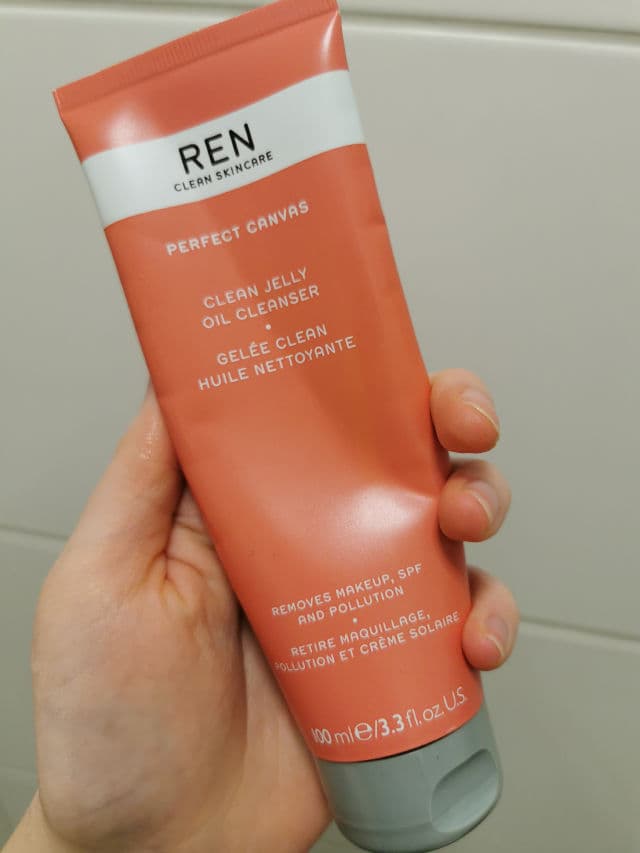 REN
CLEAN SKINCARE
PERFECT CANVAS
CLEAN JELLY
OIL CLEANSER
•
GELÉE CLEAN
HUILE NETTOYANTE
REMOVES MAKEUP, SPF
AND POLLUTION
•
RETIRE MAQUILLAGE,
POLLUTION ET CRÈME SOLAIRE
100 ml℮/3.3 fl.oz.U.S.